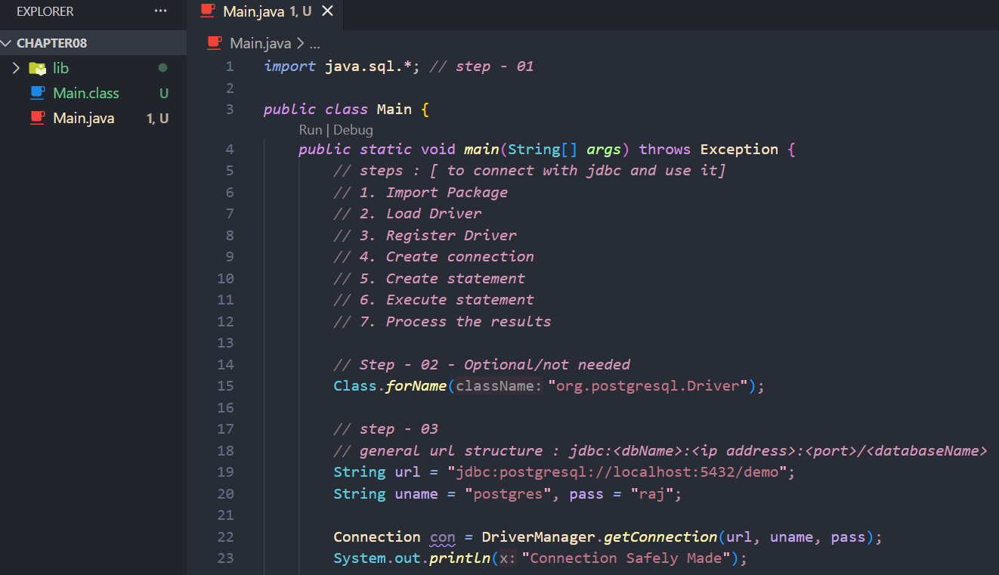 EXPLORER ...
CHAPTER08
lib
Main.class U
Main.java 1, U
Main.java 1, U
Main.java > ...
1 import java.sql.*; // step - 01
2
3 public class Main {
Run | Debug
4 public static void main(String[] args) throws Exception {
5 // steps : [ to connect with jdbc and use it]
6 // 1. Import Package
7 // 2. Load Driver
8 // 3. Register Driver
9 // 4. Create connection
10 // 5. Create statement
11 // 6. Execute statement
12 // 7. Process the results
13
14 // Step - 02 - Optional/not needed
15 Class.forName(className: "org.postgresql.Driver");
16
17 // step - 03
18 // general url structure : jdbc:<dbName>:<ip address>:<port>/<databaseName>
19 String url = "jdbc:postgresql://localhost:5432/demo";
20 String uname = "postgres", pass = "raj";
21
22 Connection con = DriverManager.getConnection(url, uname, pass);
23 System.out.println(x: "Connection Safely Made");